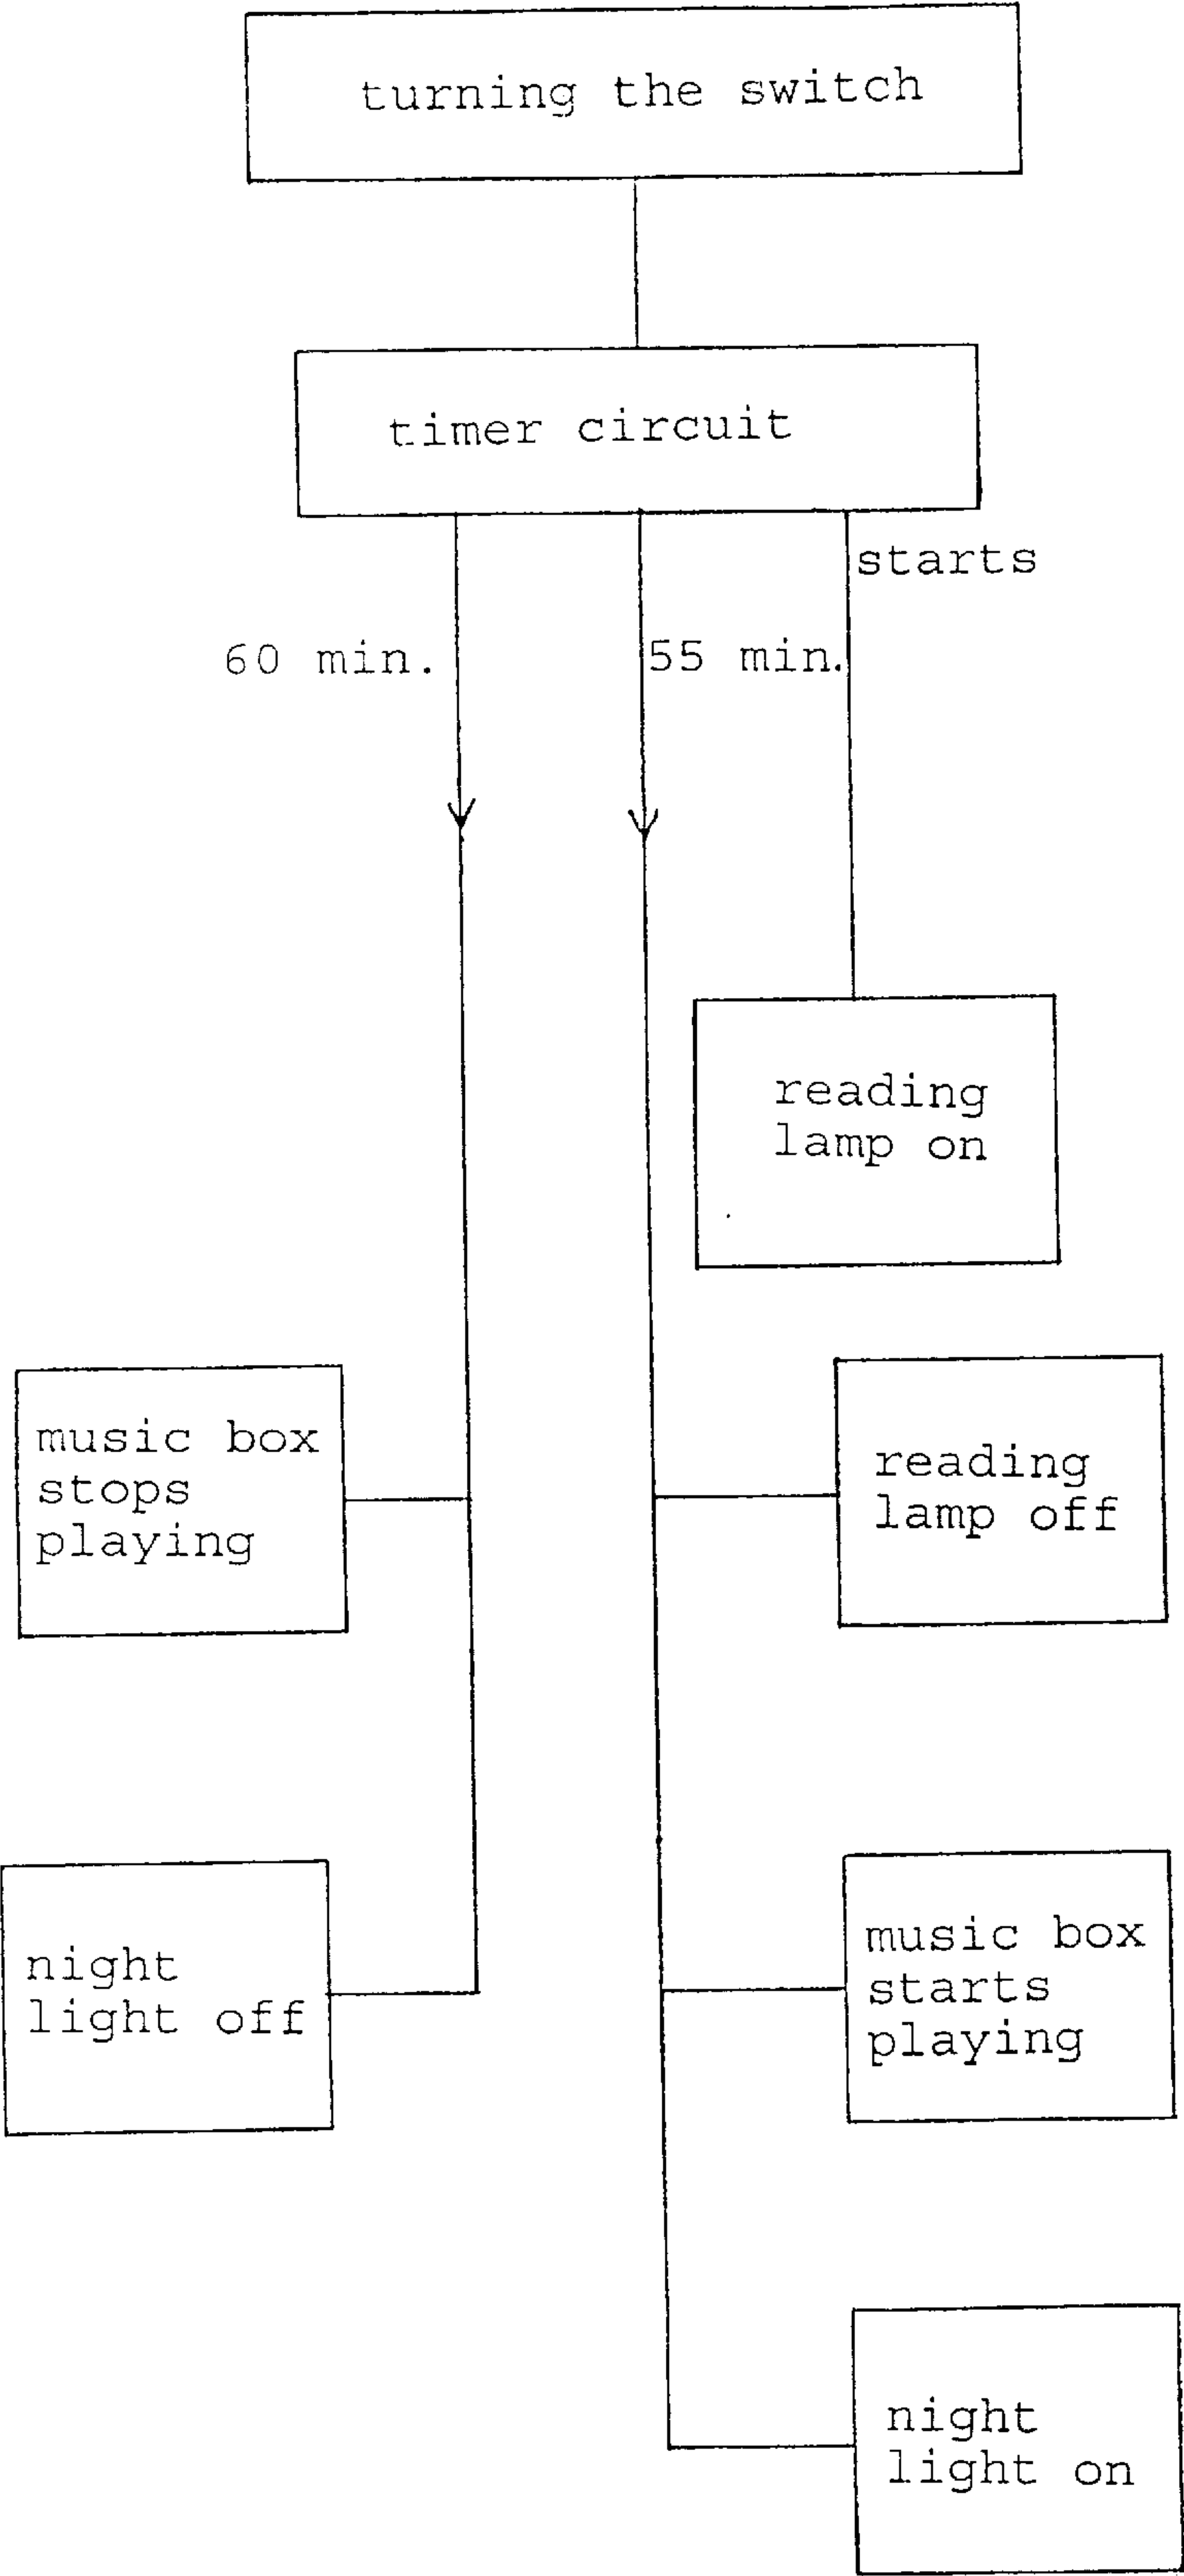 turning the switch
timer circuit
starts
60 min.
55 min.
reading
lamp on
music box
stops
playing
reading
lamp off
night
light off
music box
starts
playing
night
light on